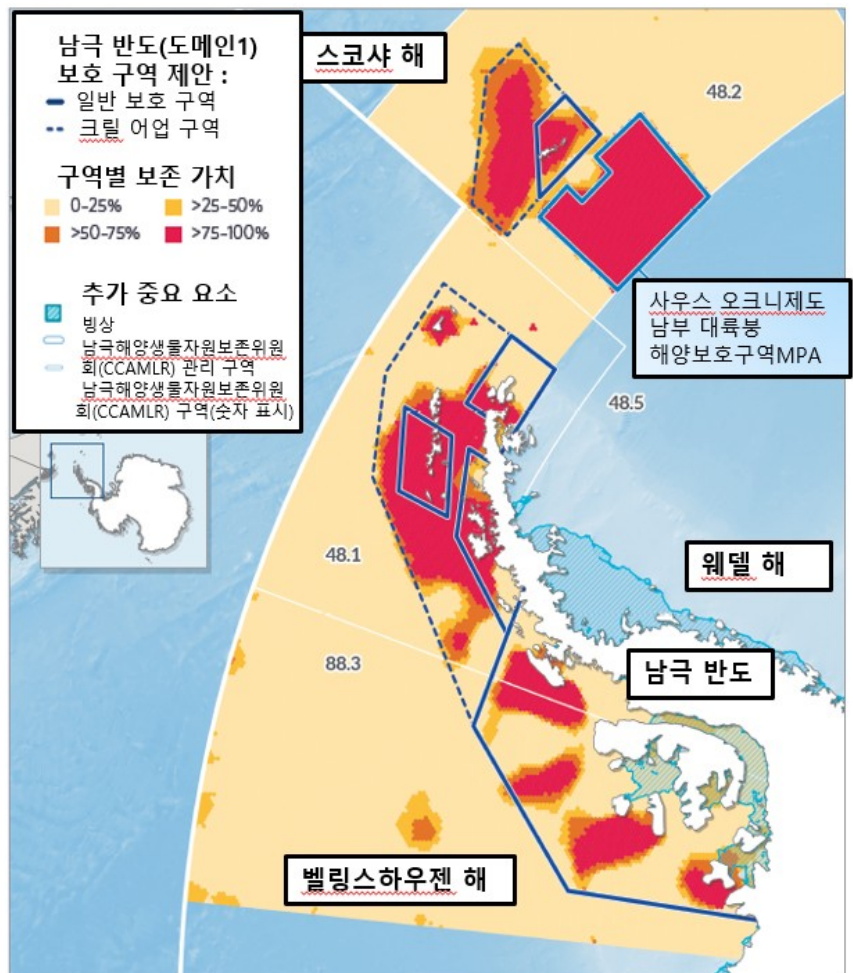 남극 반도(도메인1)
보호 구역 제안 :
일반 보호 구역
크릴 어업 구역
구역별 보존 가치
0-25%
>25-50%
>50-75%
>75-100%
추가 중요 요소
빙상
남극해양생물자원보존위원
회(CCAMLR) 관리 구역
남극해양생물자원보존위원
회(CCAMLR) 구역(숫자 표시)
스코샤 해
48.2
사우스 오크니제도
남부 대륙붕
해양보호구역MPA
48.5
48.1
웨델 해
88.3
남극 반도
벨링스하우젠 해